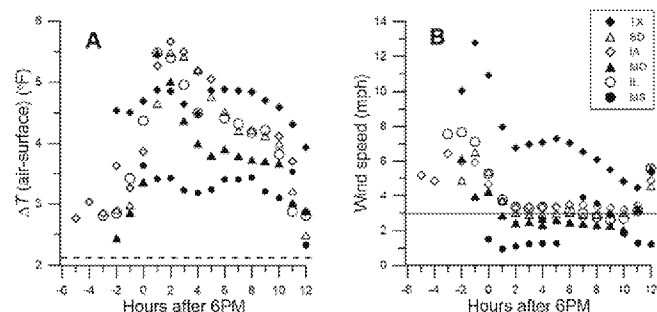 A
6
5
4
3
2
ΔT (air-surface) (°F)
-6 -4 -2 0 2 4 6 8 10 12
Hours after 6PM
B
14
12
10
8
6
4
2
0
Wind speed (mph)
-6 -4 -2 0 2 4 6 8 10 12
Hours after 6PM
TX
SD
IA
MO
IL
MS